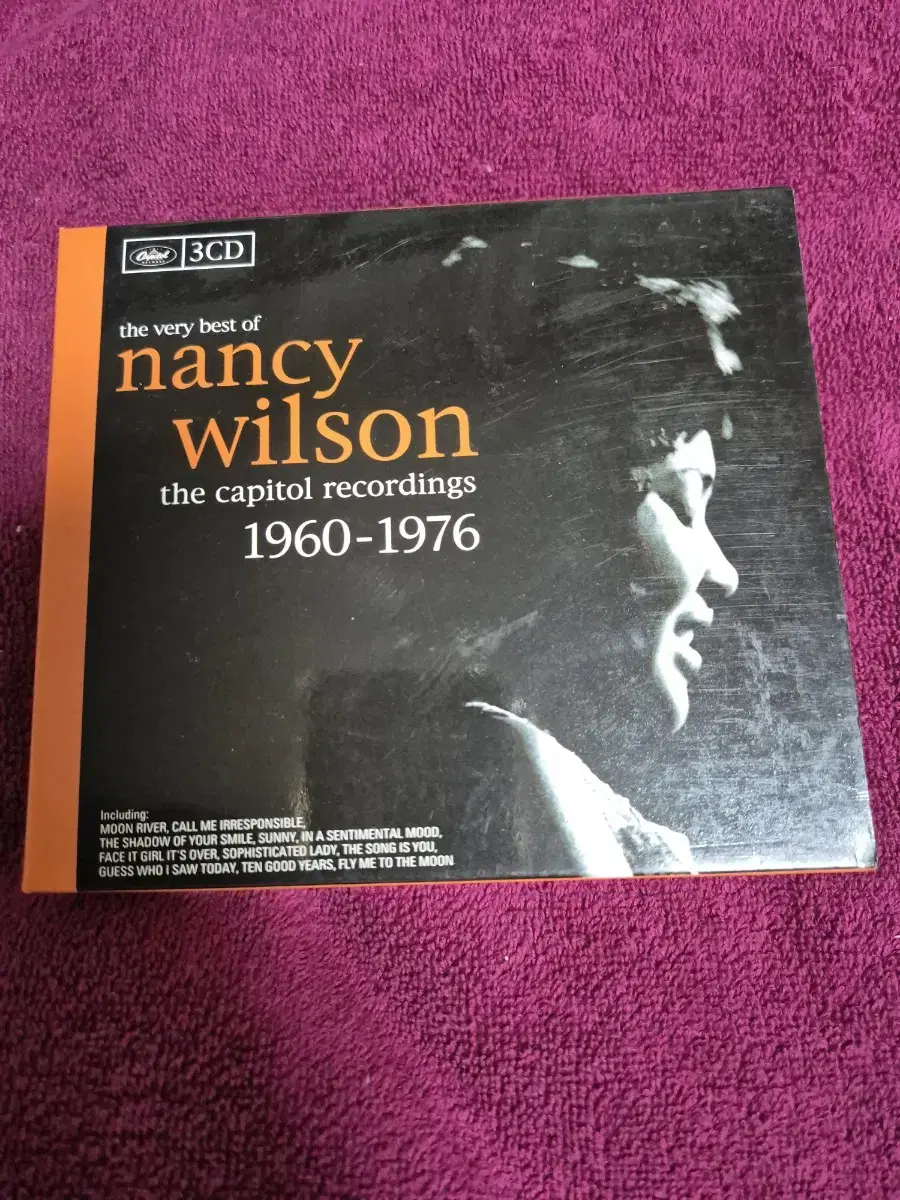 Capitol
RECORDS
3CD
the very best of
nancy
wilson
the capitol recordings
1960-1976
Including:
MOON RIVER, CALL ME IRRESPONSIBLE,
THE SHADOW OF YOUR SMILE, SUNNY, IN A SENTIMENTAL MOOD,
FACE IT GIRL IT'S OVER, SOPHISTICATED LADY, THE SONG IS YOU,
GUESS WHO I SAW TODAY, TEN GOOD YEARS, FLY ME TO THE MOON